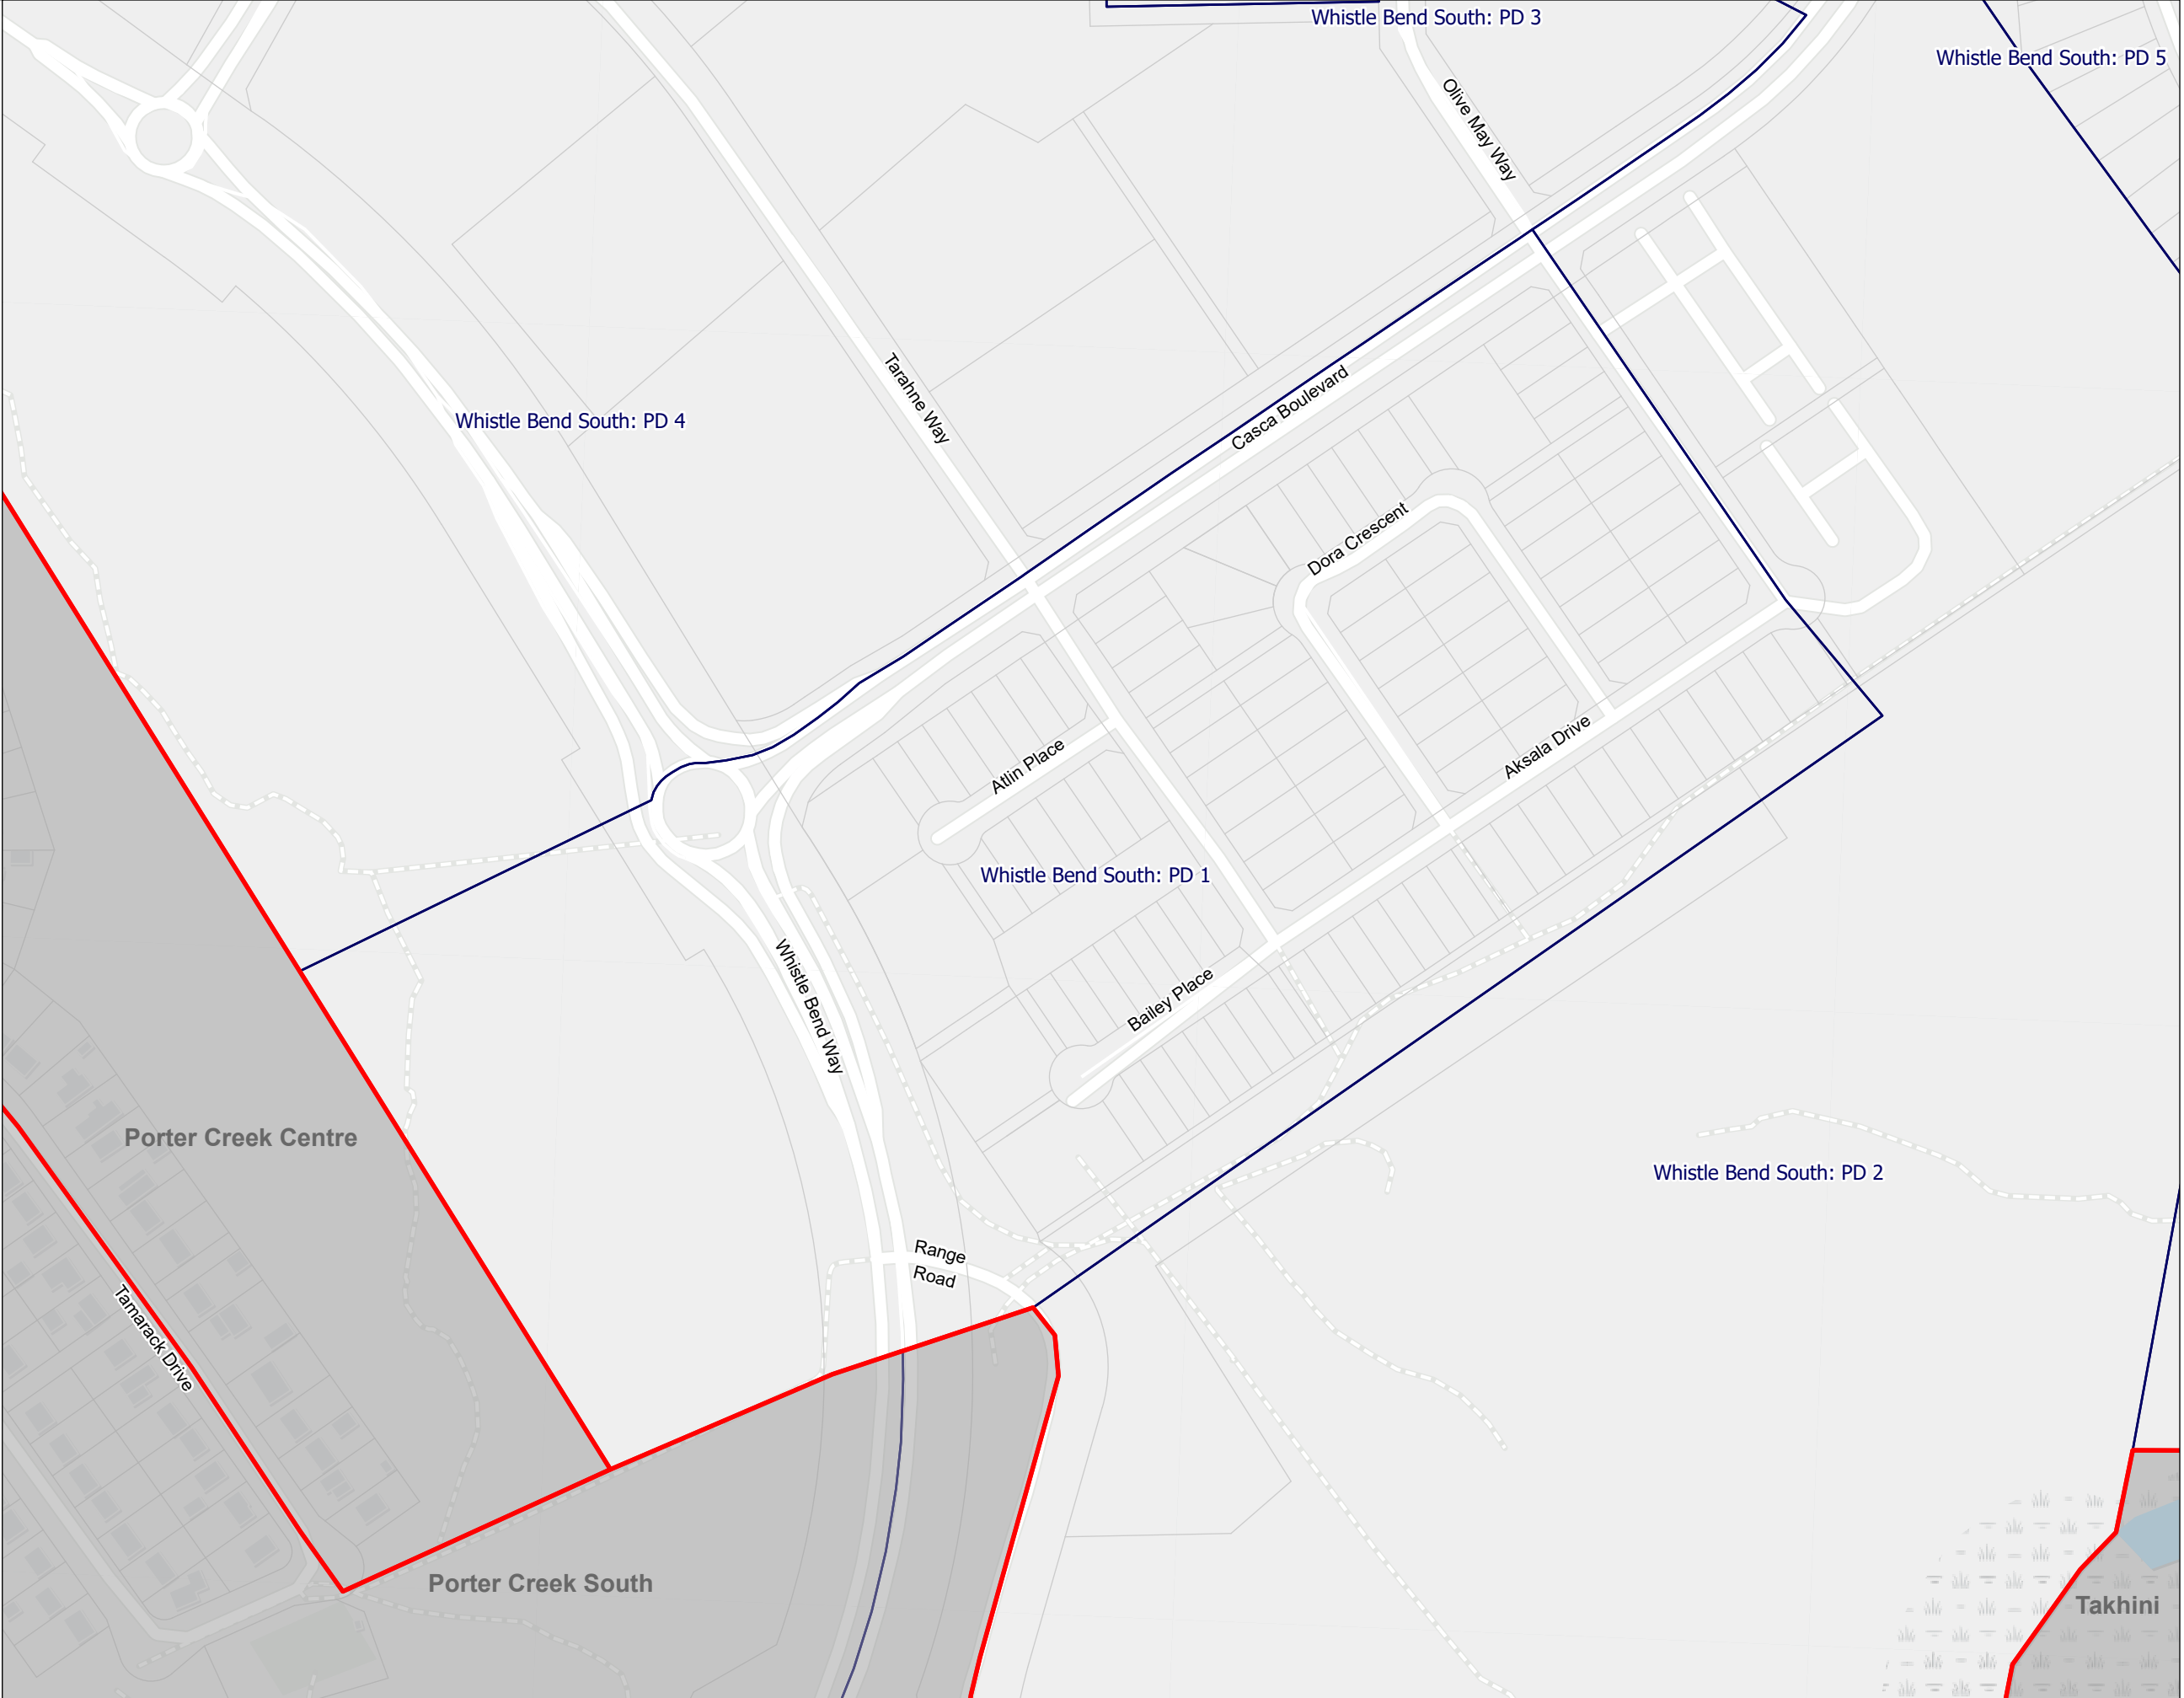 Whistle Bend South: PD 3
Whistle Bend South: PD 5
Olive May Way
Tarahne Way
Casca Boulevard
Whistle Bend South: PD 4
Dora Crescent
Atlin Place
Aksala Drive
Whistle Bend South: PD 1
Whistle Bend Way
Bailey Place
Porter Creek Centre
Whistle Bend South: PD 2
Range
Road
Tamarack Drive
Porter Creek South
Takhini